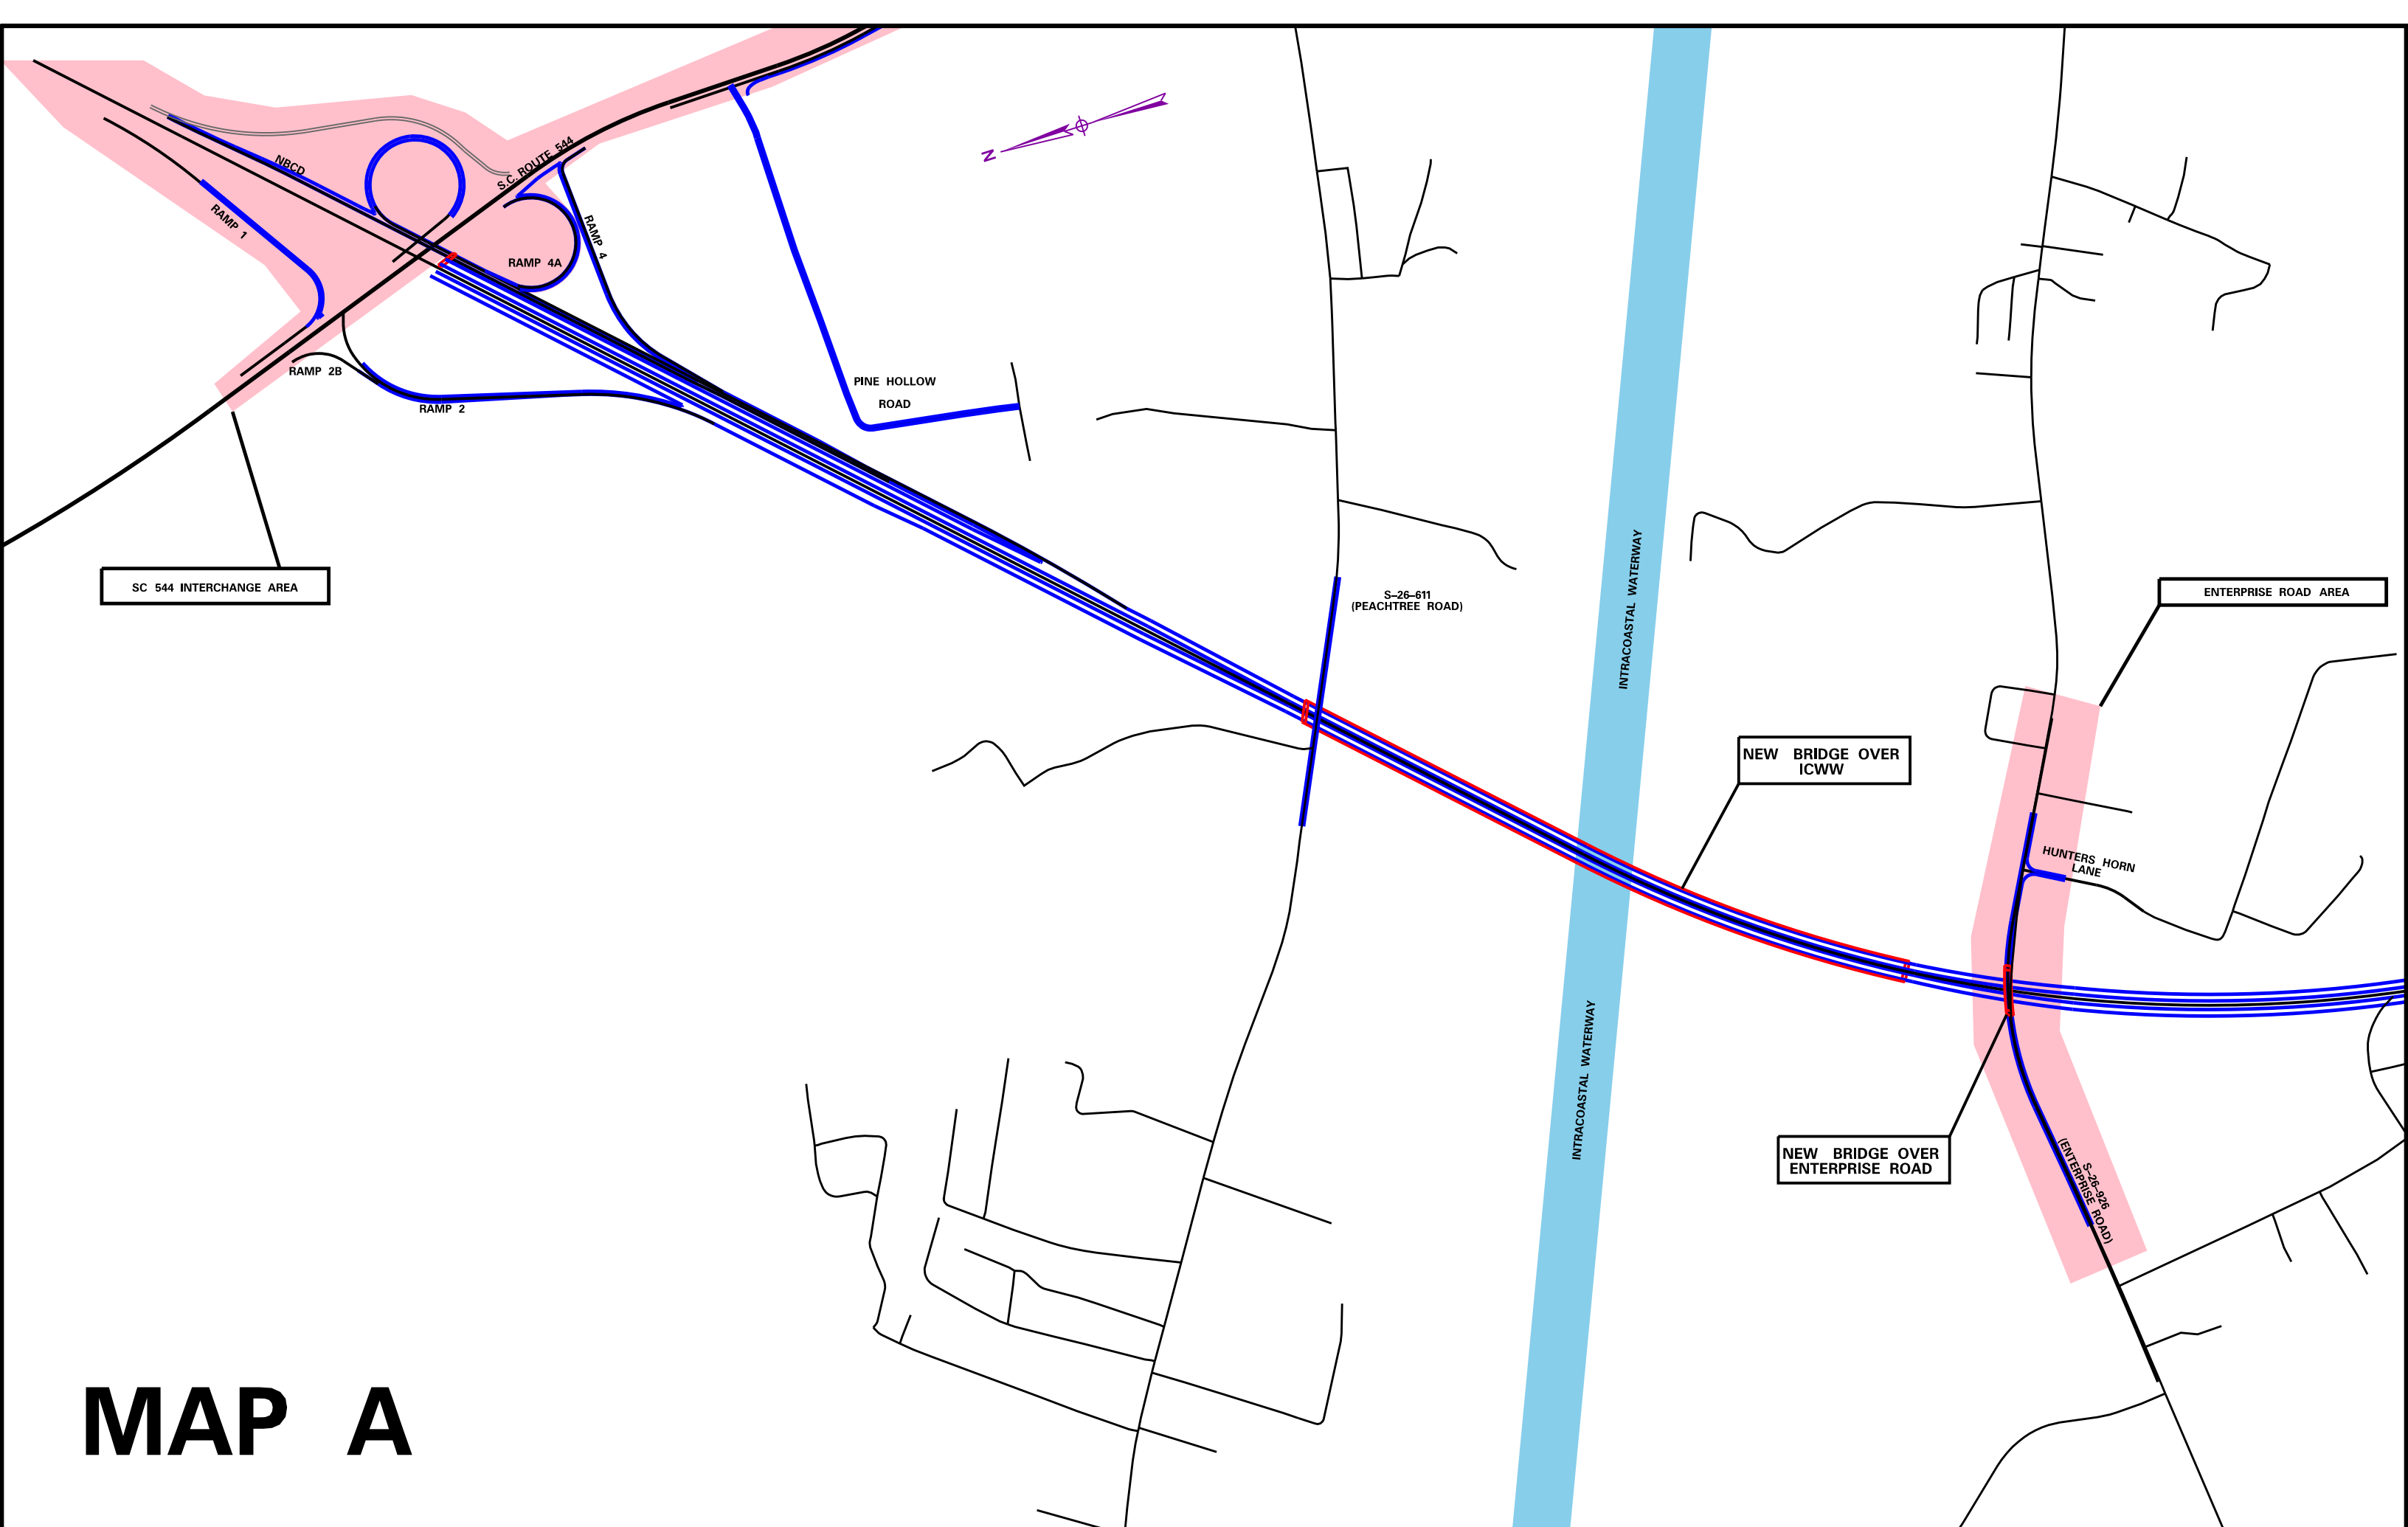 NBCD
S.C. ROUTE 544
RAMP 1
RAMP 4
RAMP 4A
N
RAMP 2B
RAMP 2
PINE HOLLOW
ROAD
SC 544 INTERCHANGE AREA
S-26-611
(PEACHTREE ROAD)
INTRACOASTAL WATERWAY
ENTERPRISE ROAD AREA
NEW BRIDGE OVER
ICWW
HUNTERS HORN
LANE
INTRACOASTAL WATERWAY
NEW BRIDGE OVER
ENTERPRISE ROAD
S-26-926
(ENTERPRISE ROAD)
MAP A